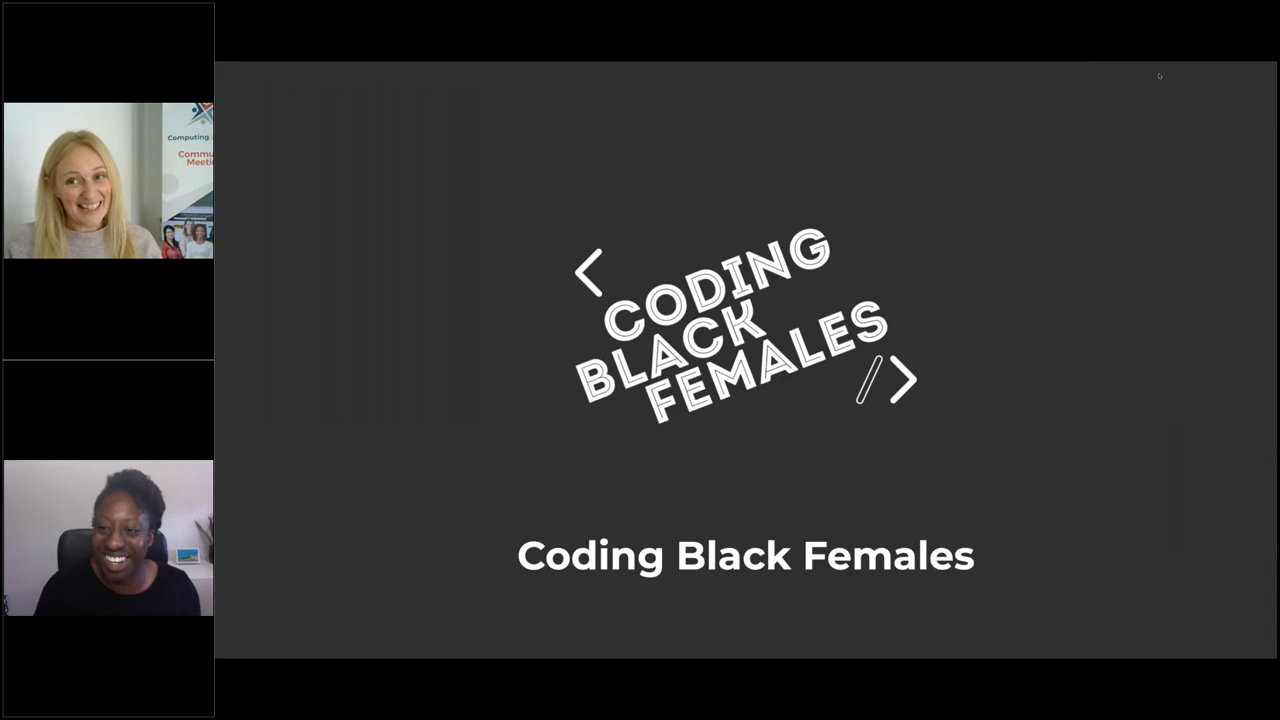 Computing
Commu
Meeti
CODING
BLACK
FEMALES
Coding Black Females